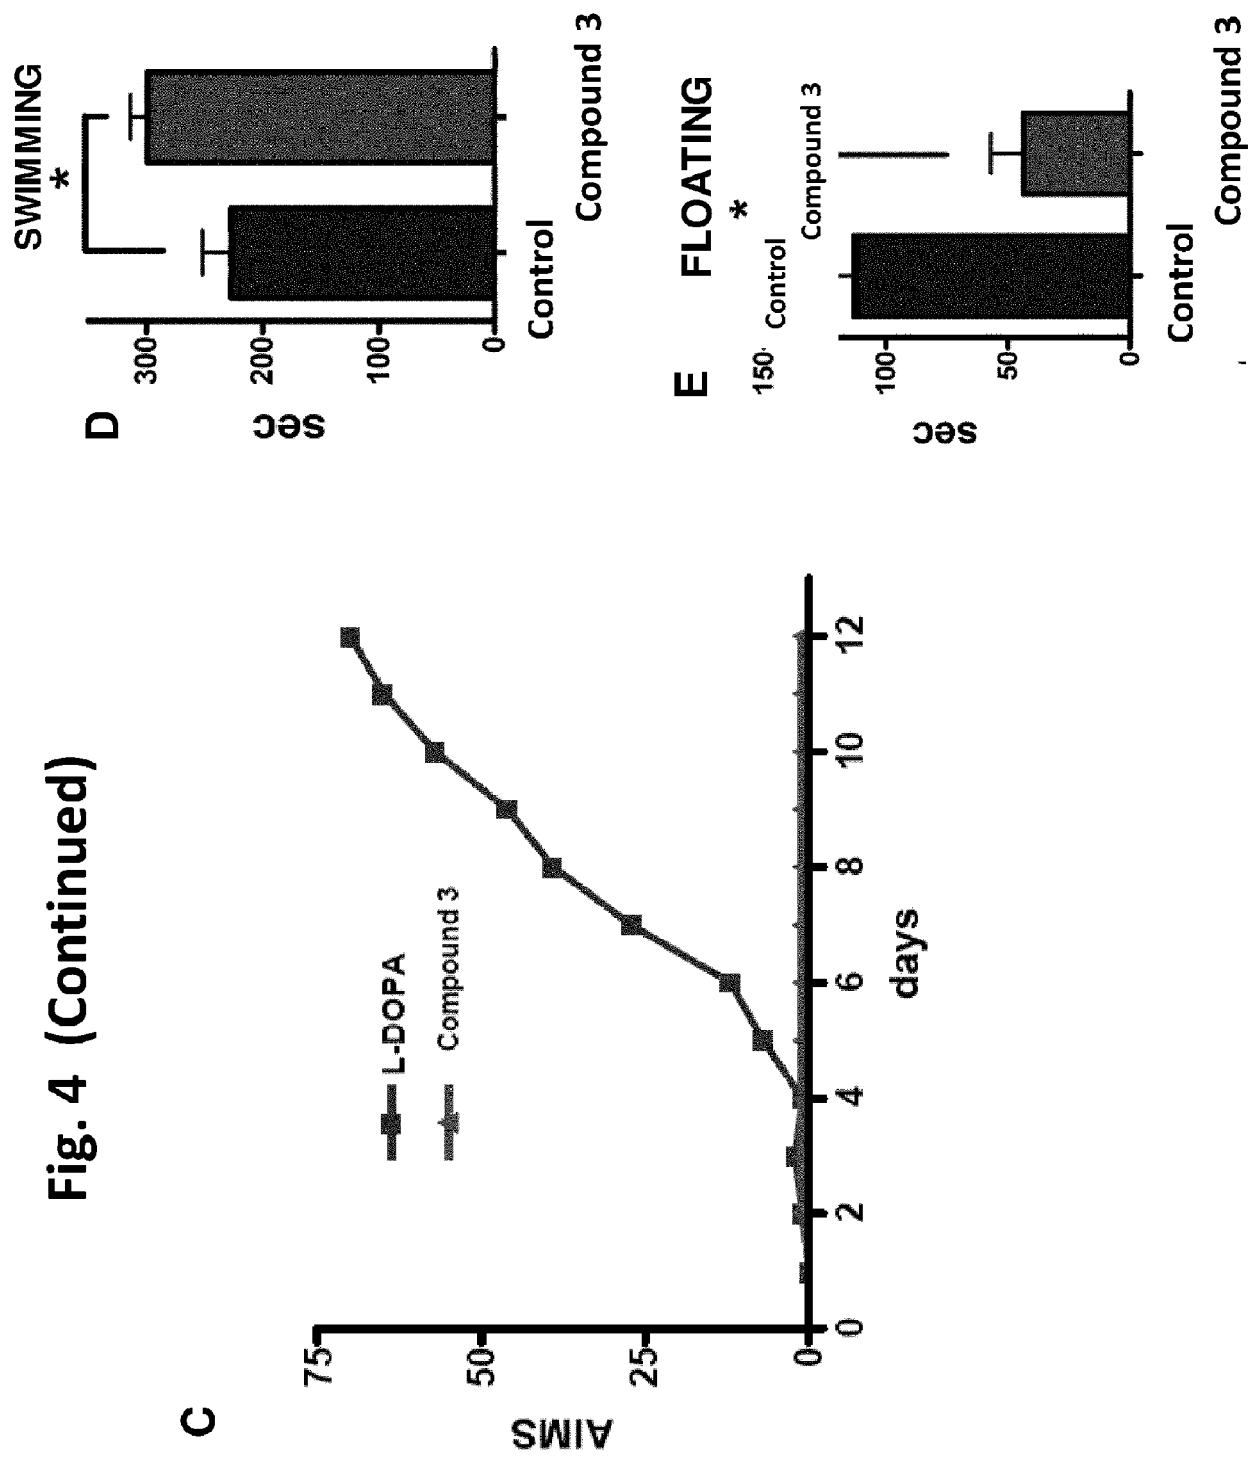 Fig. 4 (Continued)
C
AIMS
75
50
25
0
L-DOPA
Compound 3
0
2
4
6
8
10
12
days
D
SWIMMING
*
sec
300
200
100
0
Control
Compound 3
E
FLOATING
*
Control
Compound 3
sec
150
100
50
0
Control
Compound 3